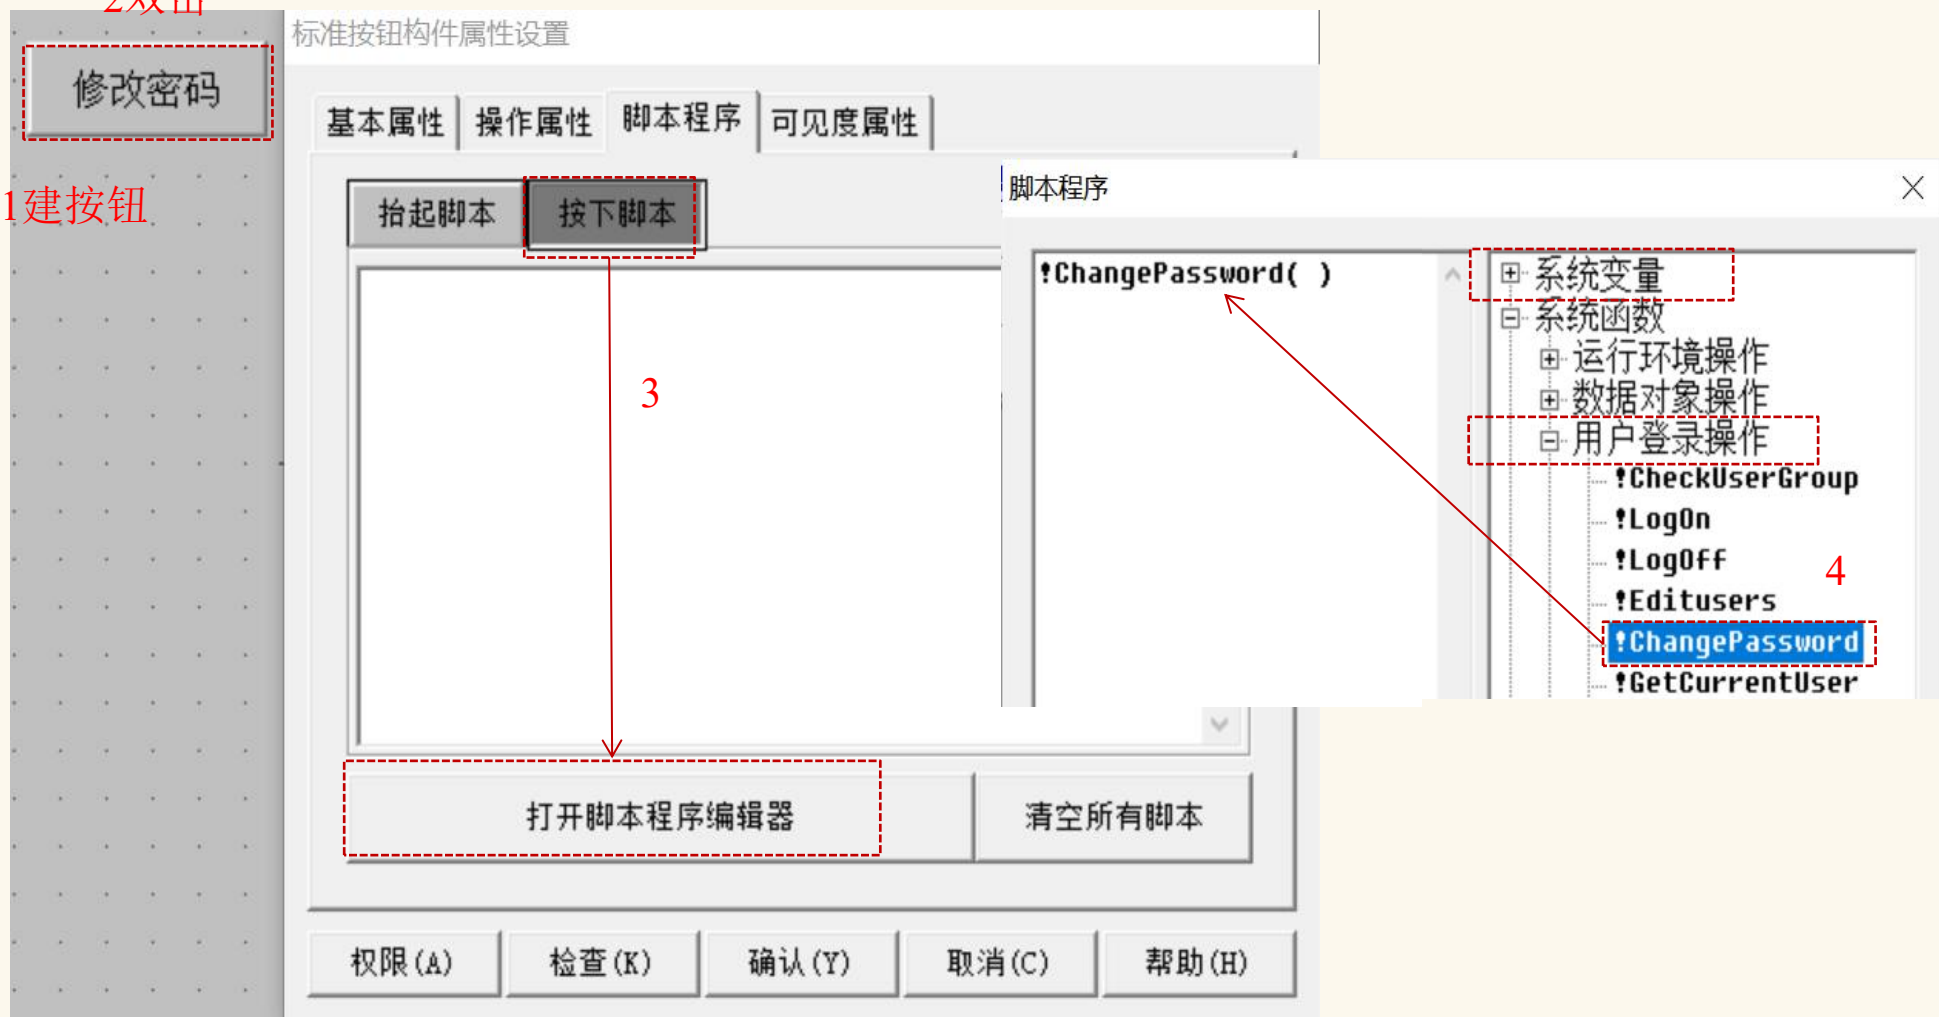 2双击
修改密码
1建按钮
标准按钮构件属性设置
基本属性 操作属性 脚本程序 可见度属性
抬起脚本 按下脚本
3
打开脚本程序编辑器 清空所有脚本
权限(A) 检查(K) 确认(Y) 取消(C) 帮助(H)
脚本程序
!ChangePassword( )
系统变量
系统函数
运行环境操作
数据对象操作
用户登录操作
!CheckUserGroup
!LogOn
!LogOff
!Editusers
!ChangePassword
!GetCurrentUser
4